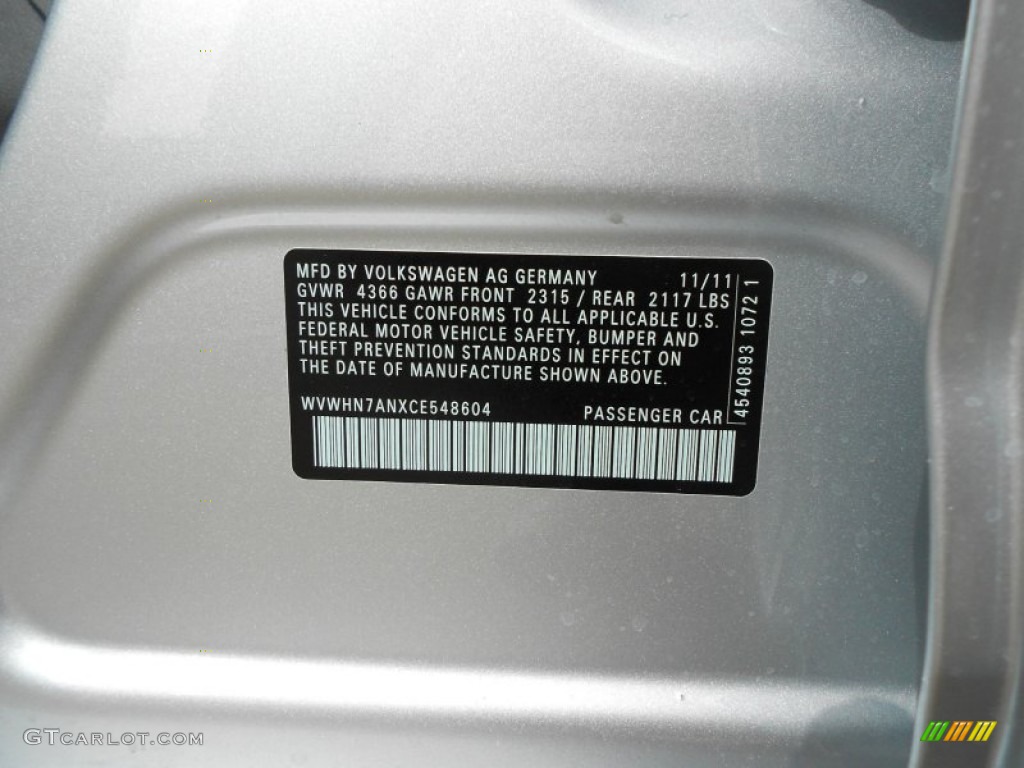 MFD BY VOLKSWAGEN AG GERMANY 11/11
GVWR 4366 GAWR FRONT 2315 / REAR 2117 LBS
THIS VEHICLE CONFORMS TO ALL APPLICABLE U.S.
FEDERAL MOTOR VEHICLE SAFETY, BUMPER AND
THEFT PREVENTION STANDARDS IN EFFECT ON
THE DATE OF MANUFACTURE SHOWN ABOVE.
WVWHN7ANXCE548604 PASSENGER CAR
4540893 1072 1
GTCARLOT.COM